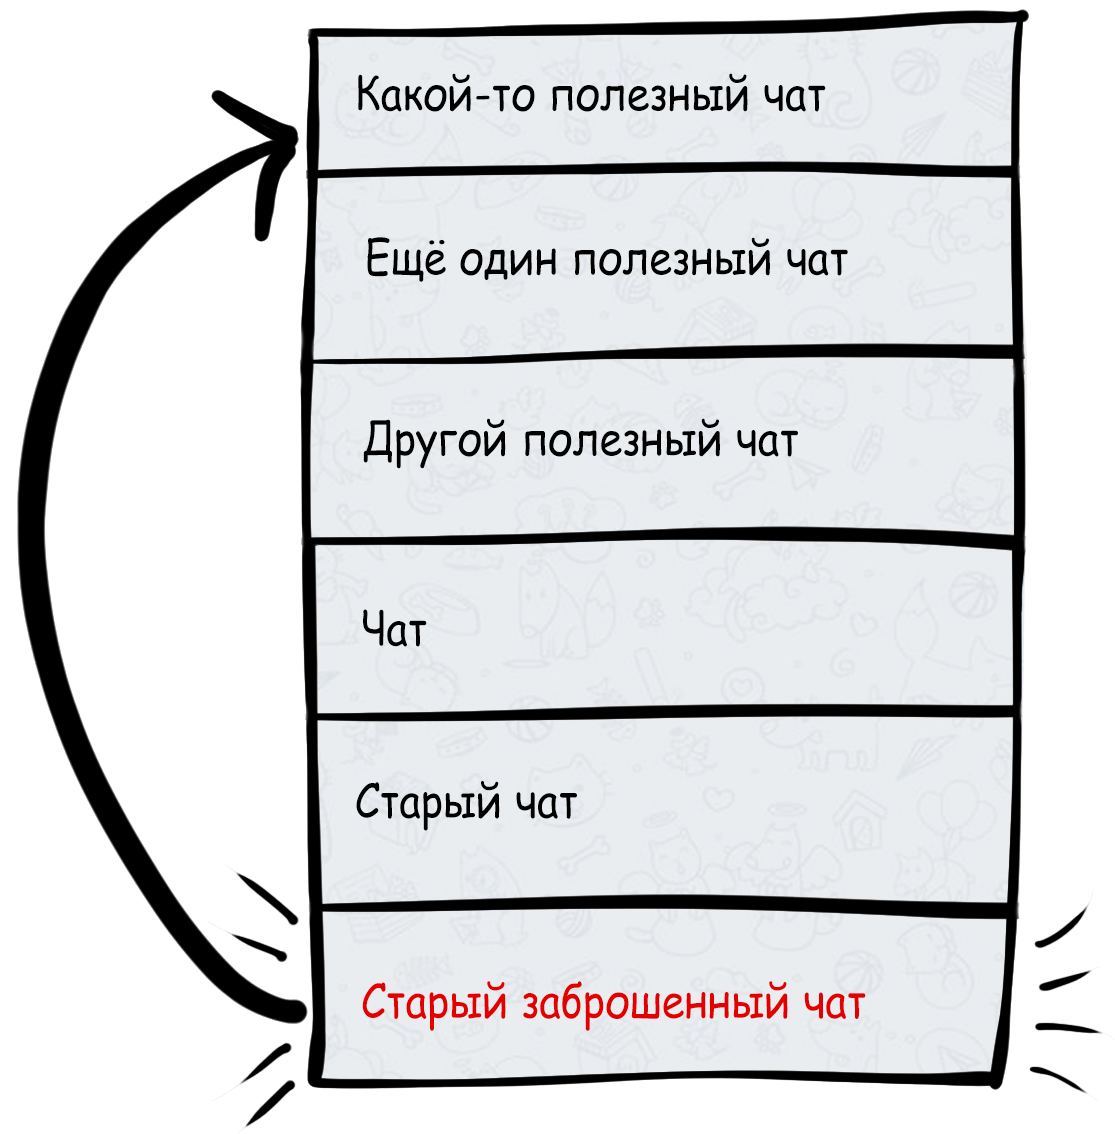 Какой-то полезный чат
Ещё один полезный чат
Другой полезный чат
Чат
Старый чат
Старый заброшенный чат